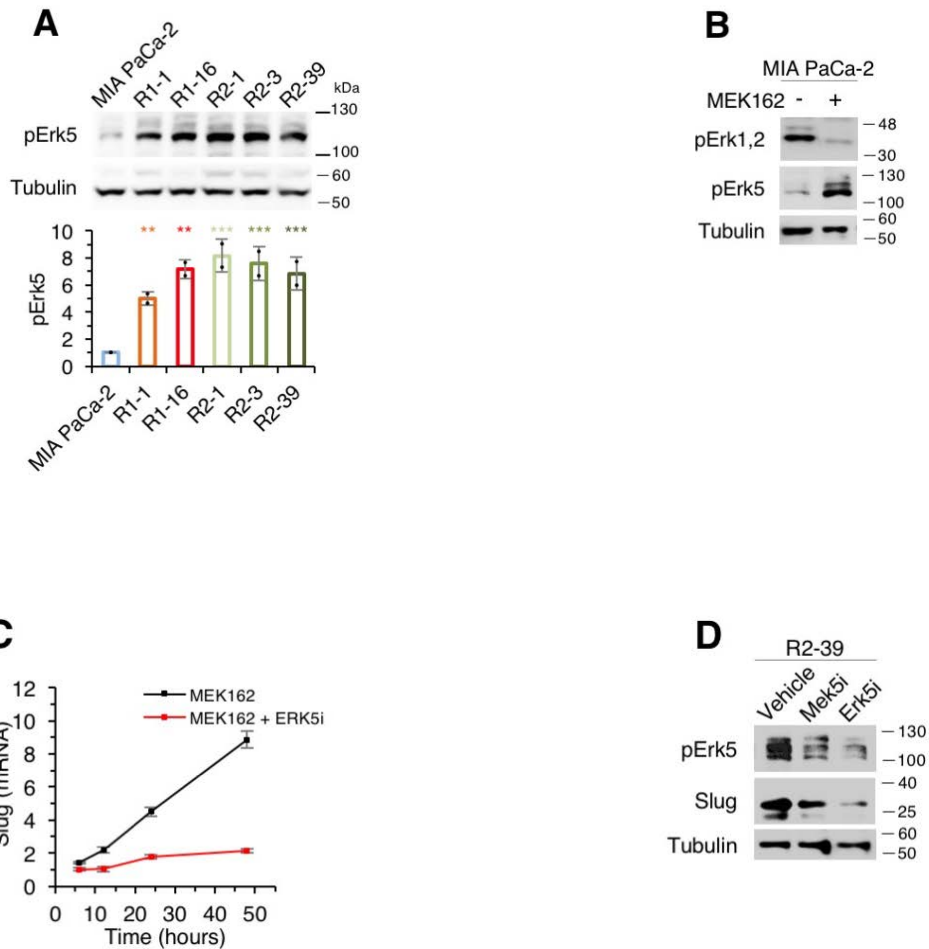 A
MIA PaCa-2 R1-1 R1-16 R2-1 R2-3 R2-39
kDa
pErk5
130
100
Tubulin
60
50
** ** *** *** ***
pErk5
10
8
6
4
2
0
MIA PaCa-2 R1-1 R1-16 R2-1 R2-3 R2-39
B
MIA PaCa-2
MEK162 - +
pErk1,2
48
30
pErk5
130
100
Tubulin
60
50
C
Slug (mRNA)
12
10
8
6
4
2
0
MEK162
MEK162 + ERK5i
0 10 20 30 40 50
Time (hours)
D
R2-39
Vehicle Mek5i Erk5i
pErk5
130
100
Slug
40
25
Tubulin
60
50